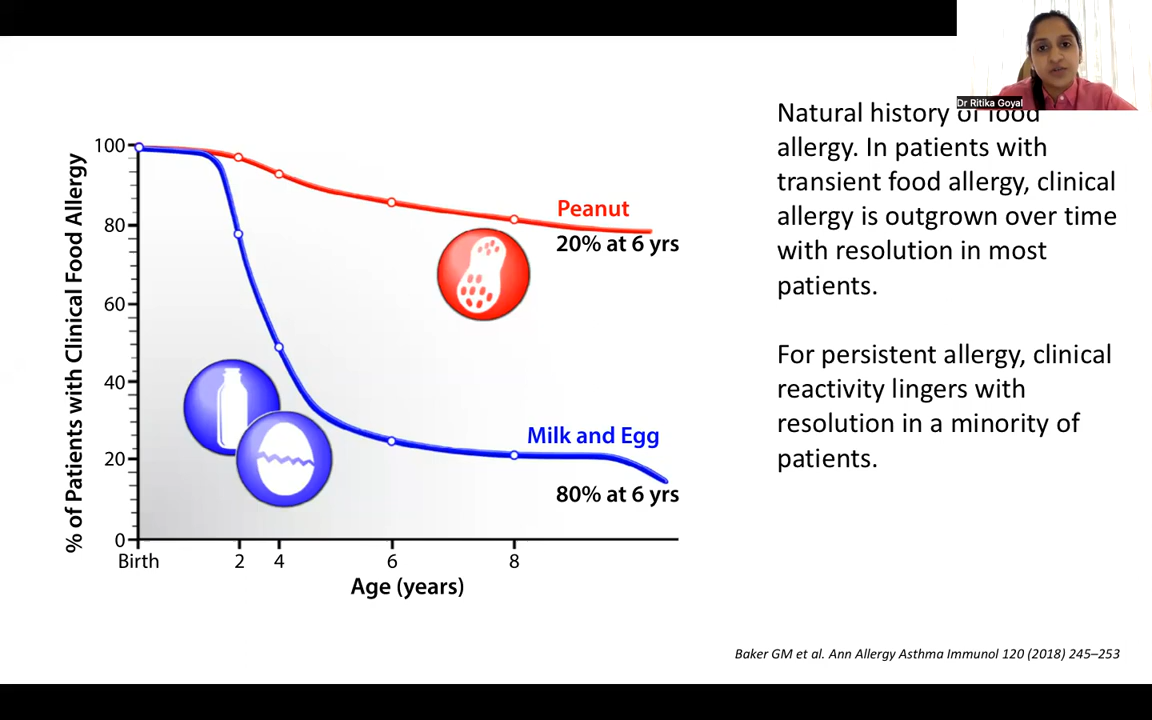 Dr Ritika Goyal
Natural history of food
allergy. In patients with
transient food allergy, clinical
allergy is outgrown over time
with resolution in most
patients.
For persistent allergy, clinical
reactivity lingers with
resolution in a minority of
patients.
% of Patients with Clinical Food Allergy
100
80
60
40
20
0
Peanut
20% at 6 yrs
Milk and Egg
80% at 6 yrs
Birth 2 4 6 8
Age (years)
Baker GM et al. Ann Allergy Asthma Immunol 120 (2018) 245–253